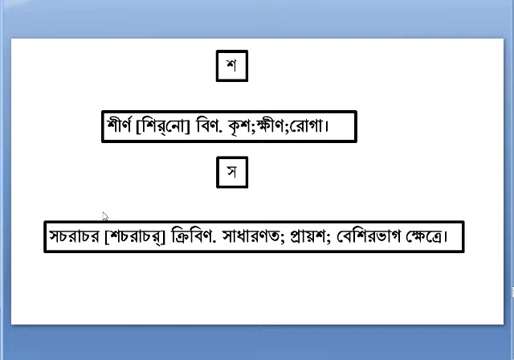 শ
শীর্ণ [শির্‌নো] বিণ. কৃশ;ক্ষীণ;রোগা।
স
সচরাচর [শচরাচর্] ক্রিবিণ. সাধারণত; প্রায়শ; বেশিরভাগ ক্ষেত্রে।